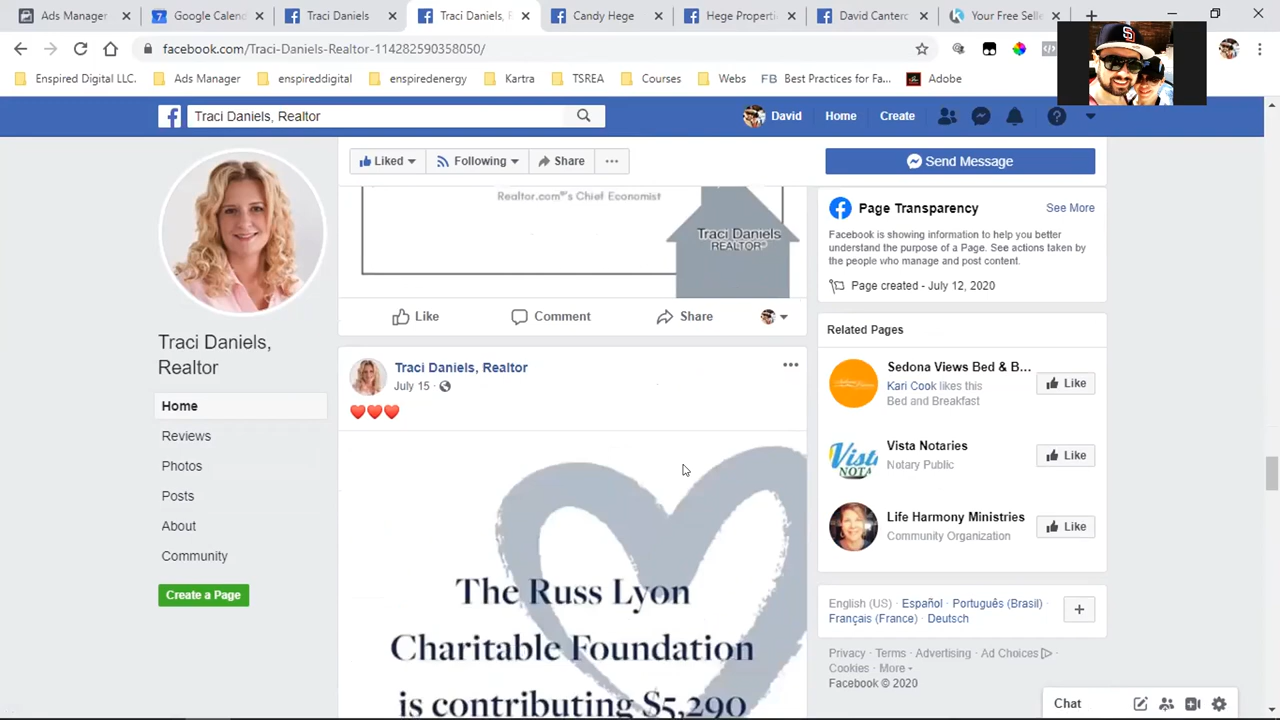 Ads Manager
Google Calend
Traci Daniels
Traci Daniels,
Candy Hege
Hege Properti
David Canterc
Your Free Selle
facebook.com/Traci-Daniels-Realtor-114282590358050/
Enspired Digital LLC.
Ads Manager
enspireddigital
Enspiredereddes
Kartra
TSREA
Courses
Webs
FB Best Practices for Fa...
Adobe
Traci Daniels, Realtor
David
Home
Create
Liked
Following
Share
Send Message
Realtor.com®'s Chief Economist
Traci Daniels
REALTOR®
Like
Comment
Share
Traci Daniels, Realtor
July 15
The Russ Lyon
Charitable Foundation
is contributing $5,290
Traci Daniels,
Realtor
Home
Reviews
Photos
Posts
About
Community
Create a Page
Page Transparency
See More
Facebook is showing information to help you better
understand the purpose of a Page. See actions taken by
the people who manage and post content.
Page created - July 12, 2020
Related Pages
Sedona Views Bed & B...
Kari Cook likes this
Bed and Breakfast
Like
Vista Notaries
Notary Public
Like
Life Harmony Ministries
Community Organization
Like
English (US) · Español · Português (Brasil) ·
Français (France) · Deutsch
Privacy · Terms · Advertising · Ad Choices ·
Cookies · More
Facebook © 2020
Chat